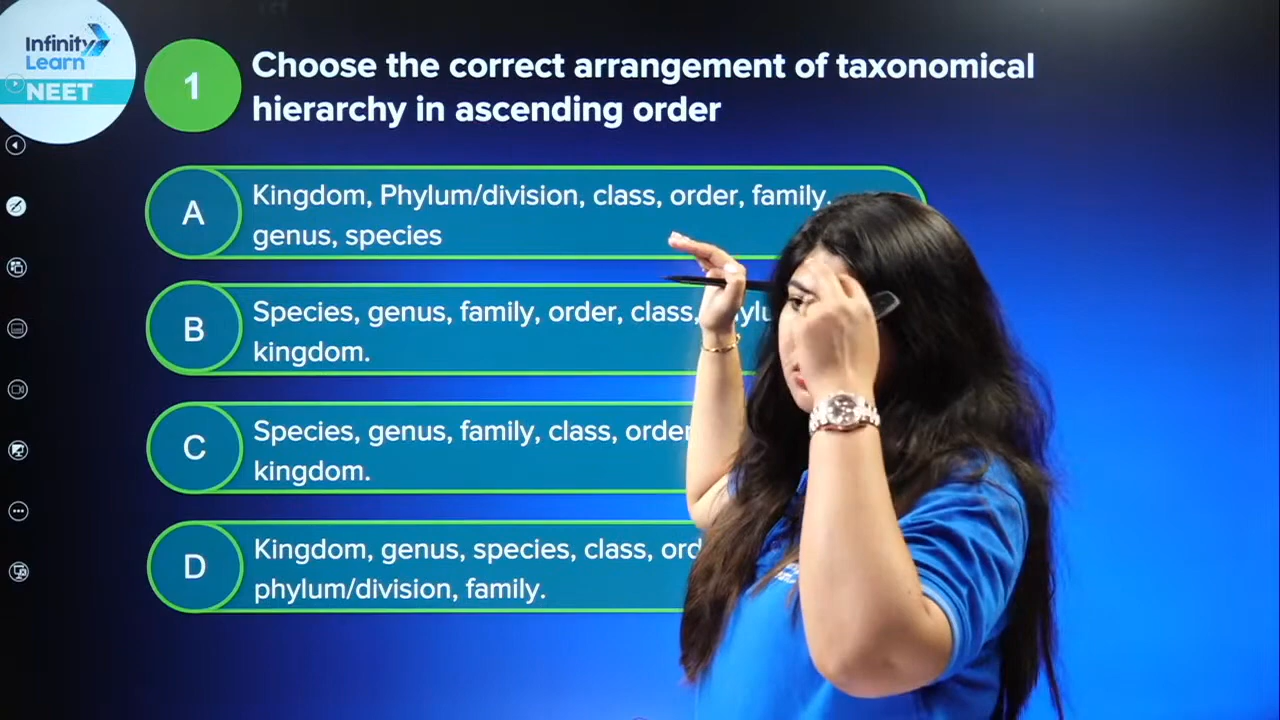 Infinity
Learn
NEET
1
Choose the correct arrangement of taxonomical
hierarchy in ascending order
A
Kingdom, Phylum/division, class, order, family,
genus, species
B
Species, genus, family, order, class,
kingdom.
C
Species, genus, family, class, order
kingdom.
D
Kingdom, genus, species, class,
phylum/division, family.